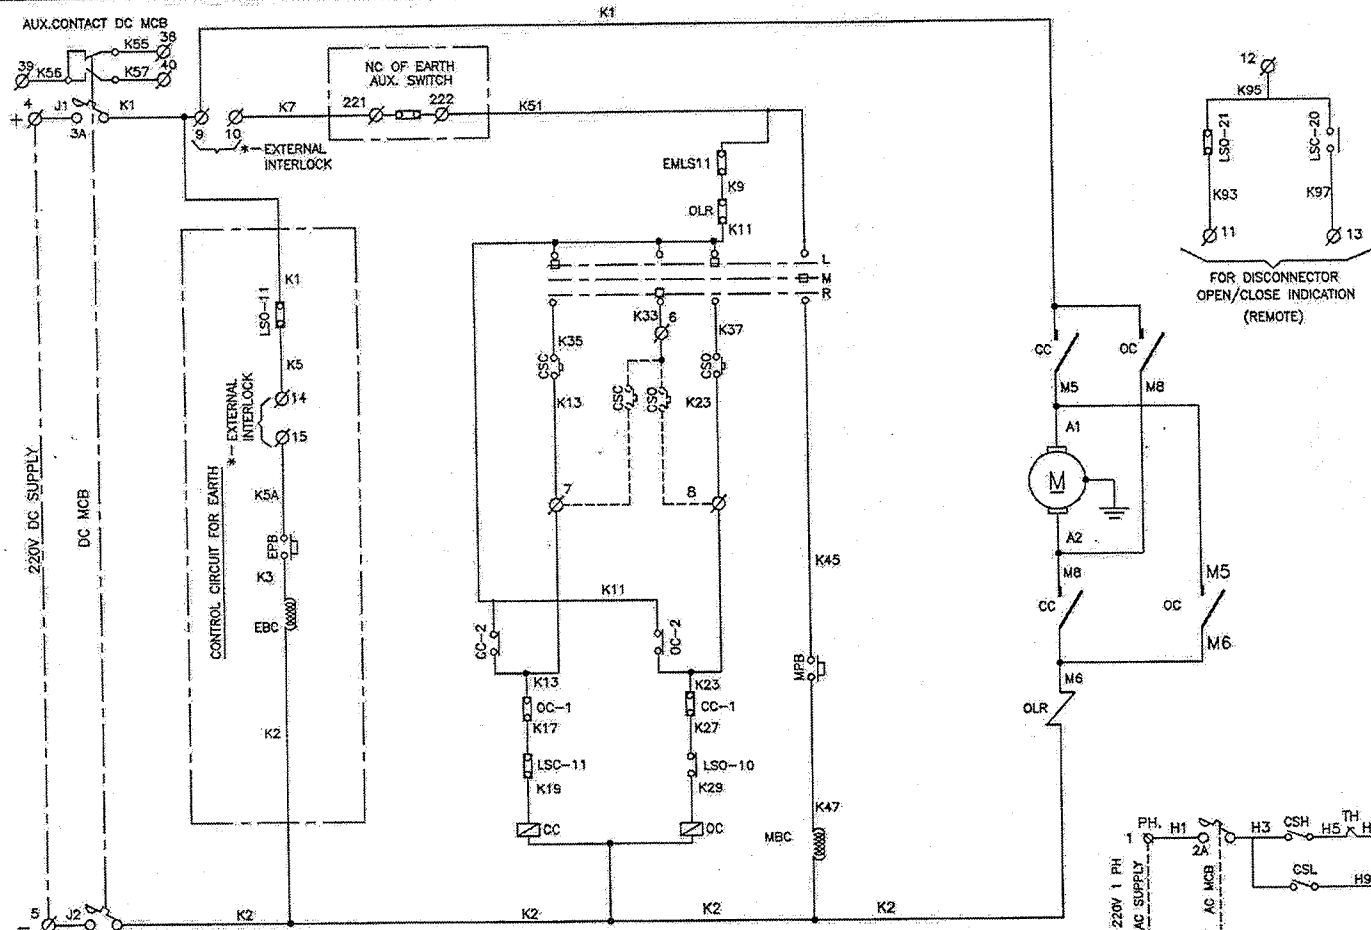 K1
AUX.CONTACT DC MCB
38
K55
39
K56
K57
40
NC OF EARTH
AUX. SWITCH
12
K95
+
4
J1
K1
3A
9
10
K7
221
222
K51
*— EXTERNAL
INTERLOCK
EMLS11
K9
OLR
K11
LSO-21
LSC-20
K93
K97
11
13
FOR DISCONNECTOR
OPEN/CLOSE INDICATION
(REMOTE)
L
M
R
K1
LSO-11
K5
14
*— EXTERNAL
INTERLOCK
15
K33
6
K35
K37
CSC
CSC
CSO
CSO
K13
K23
CC
OC
M5
M8
A1
M
A2
220V DC SUPPLY
DC MCB
CONTROL CIRCUIT FOR EARTH
K5A
7
8
EPB
K3
EBC
K45
K11
M8
M5
CC
OC
M6
CC-2
OC-2
MPB
K13
K23
M6
OC-1
CC-1
OLR
K17
K27
K2
LSC-11
LSO-10
K19
K29
CC
OC
K47
MBC
PH.
1
H1
2A
H3
CSH
H5
TH
H
CSL
H9
220V 1 PH
AC SUPPLY
AC MCB
5
–
J2
K2
K2
K2
K2